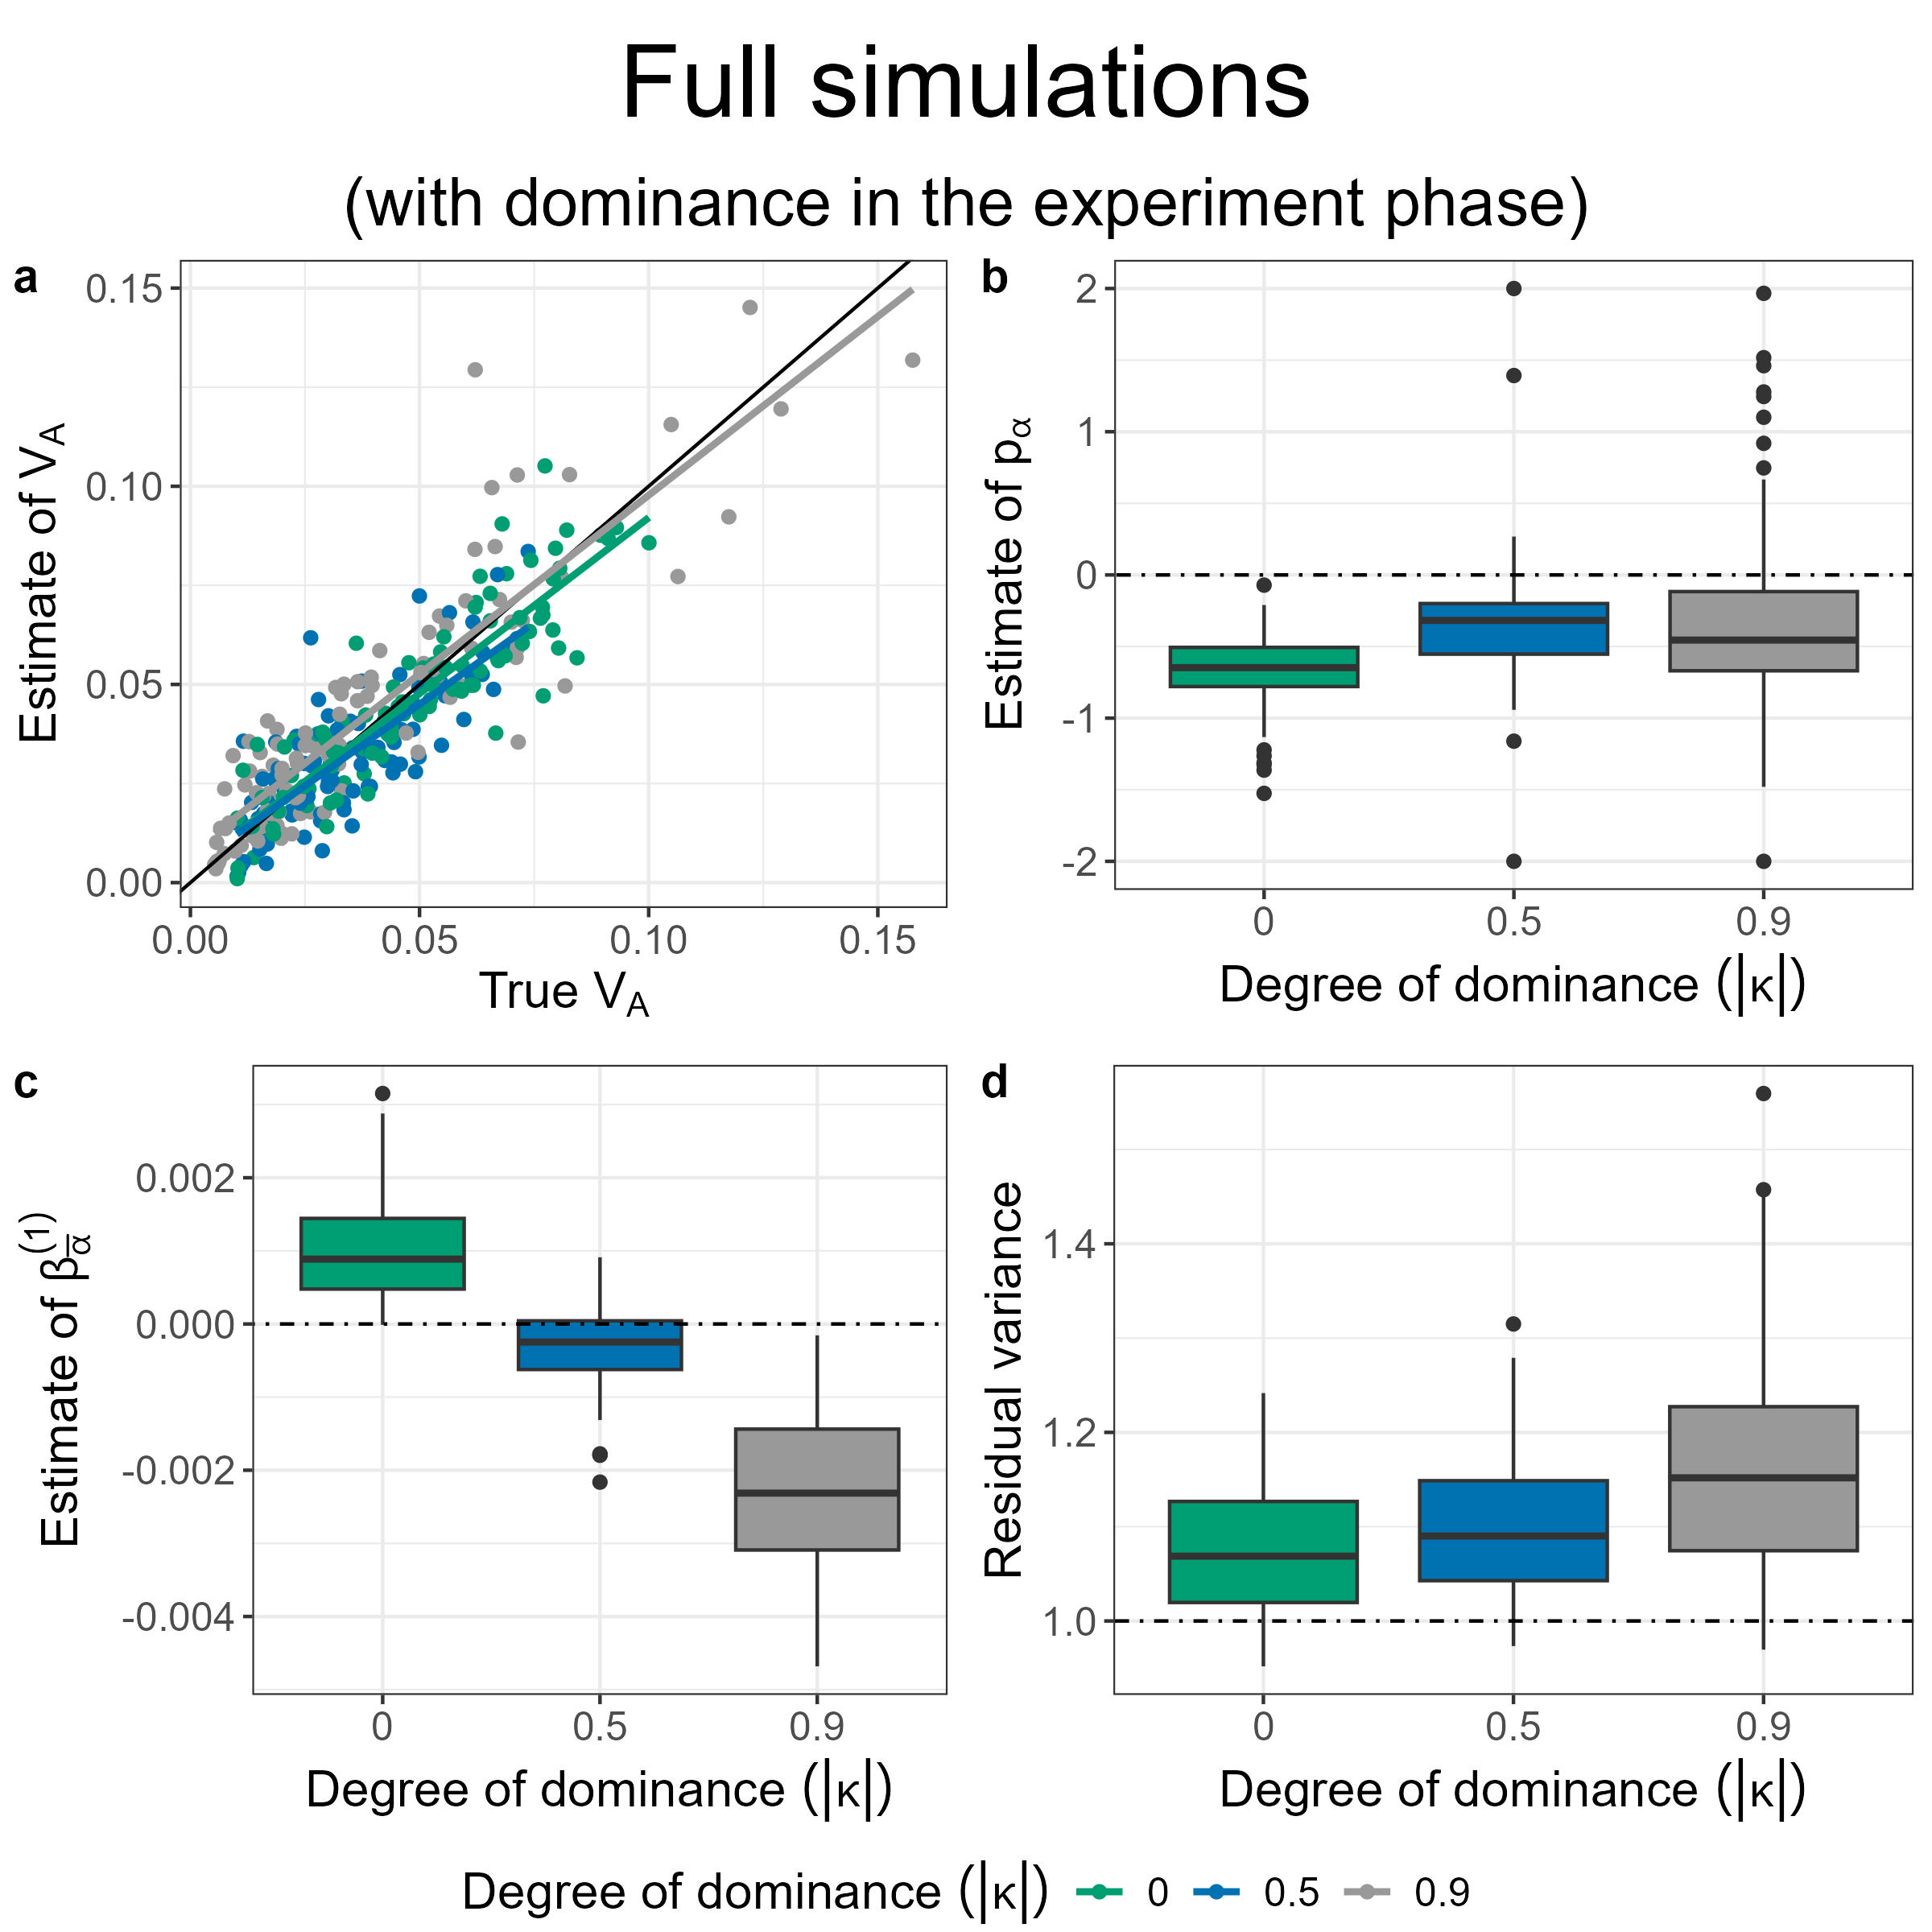 Full simulations
(with dominance in the experiment phase)
a
Estimate of V_A
0.15
0.10
0.05
0.00
0.00 0.05 0.10 0.15
True V_A
b
Estimate of p_α
2
1
0
-1
-2
0 0.5 0.9
Degree of dominance (|κ|)
c
Estimate of β_ᾱ^(1)
0.002
0.000
-0.002
-0.004
0 0.5 0.9
Degree of dominance (|κ|)
d
Residual variance
1.4
1.2
1.0
0 0.5 0.9
Degree of dominance (|κ|)
Degree of dominance (|κ|) 0 0.5 0.9